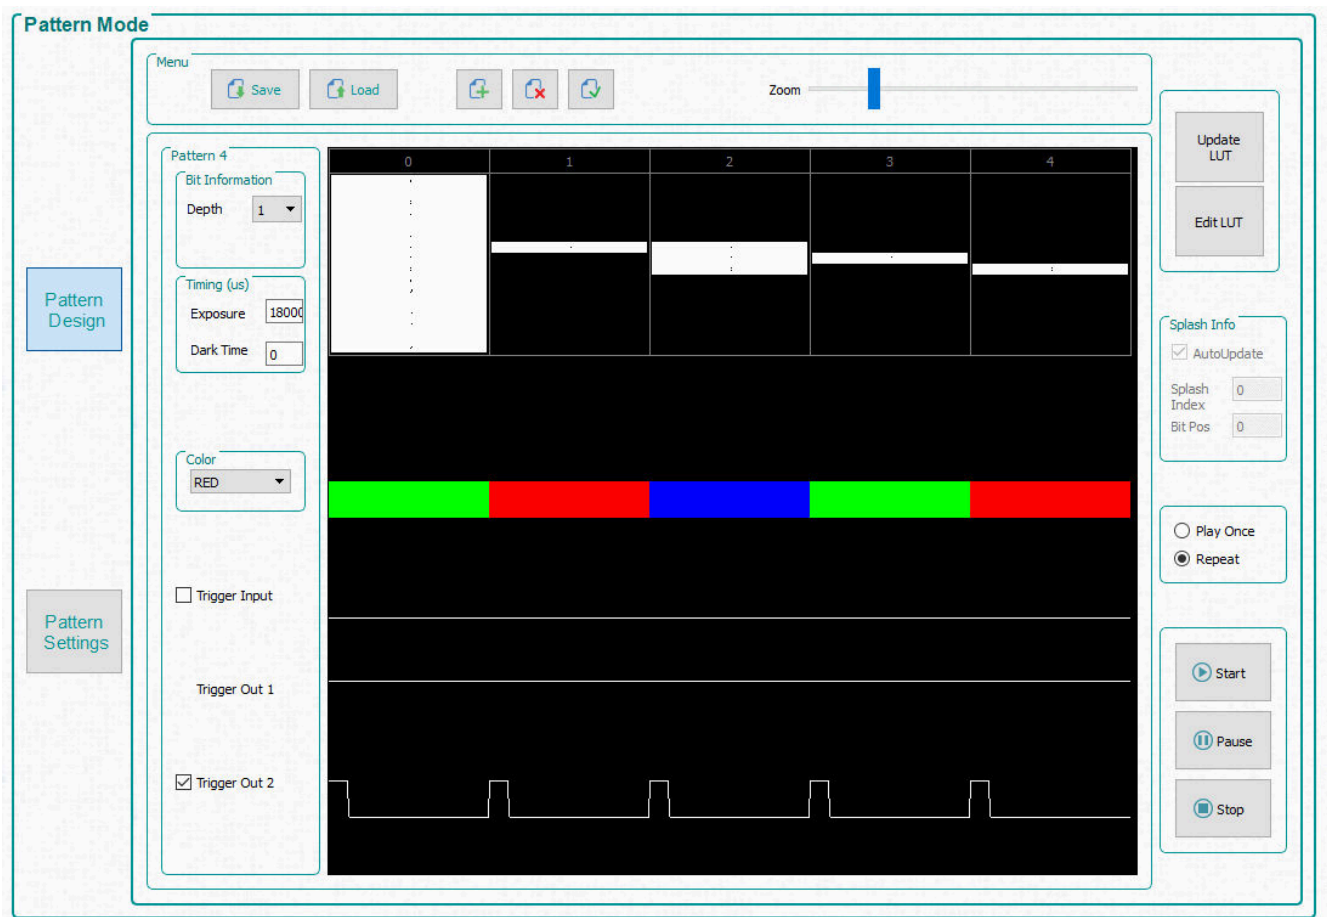 Pattern Mode
Menu
Save
Load
Zoom
Pattern 4
Bit Information
Depth 1
Timing (us)
Exposure 18000
Dark Time 0
Color
RED
Trigger Input
Trigger Out 1
Trigger Out 2
0 1 2 3 4
Pattern
Design
Pattern
Settings
Update
LUT
Edit LUT
Splash Info
AutoUpdate
Splash
Index
0
Bit Pos 0
Play Once
Repeat
Start
Pause
Stop